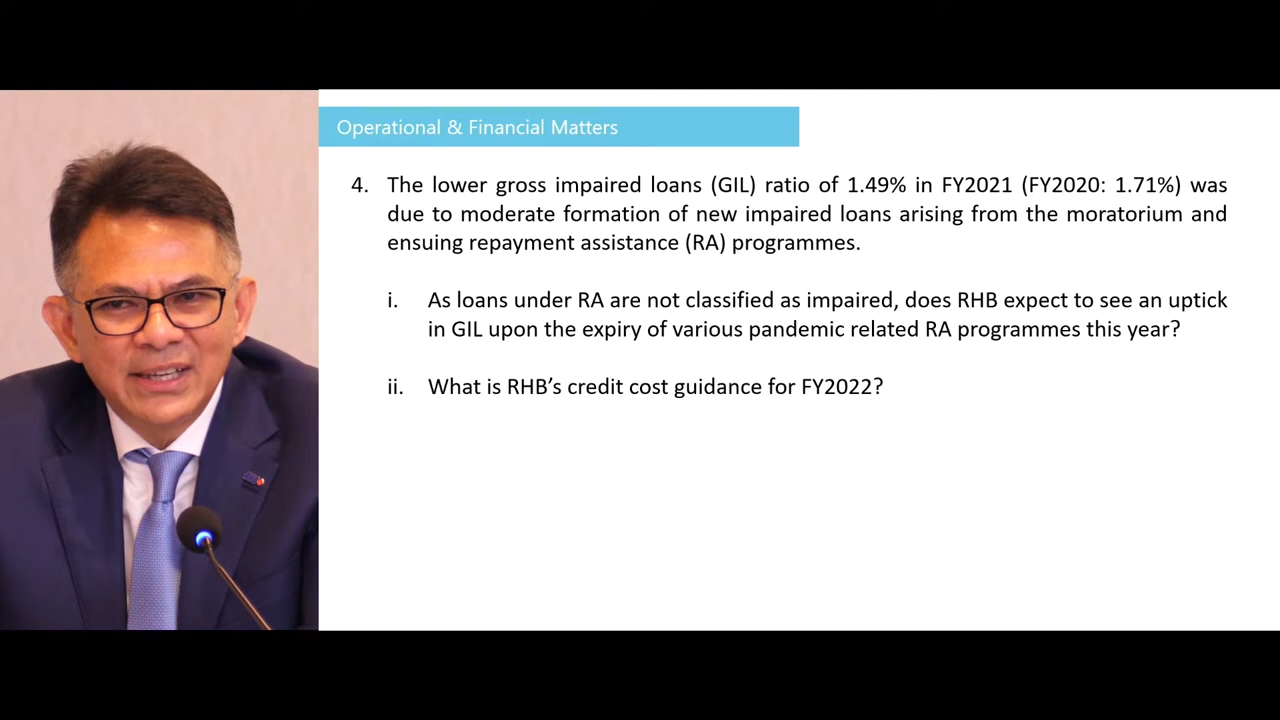 Operational & Financial Matters
4. The lower gross impaired loans (GIL) ratio of 1.49% in FY2021 (FY2020: 1.71%) was
due to moderate formation of new impaired loans arising from the moratorium and
ensuing repayment assistance (RA) programmes.
i. As loans under RA are not classified as impaired, does RHB expect to see an uptick
in GIL upon the expiry of various pandemic related RA programmes this year?
ii. What is RHB’s credit cost guidance for FY2022?